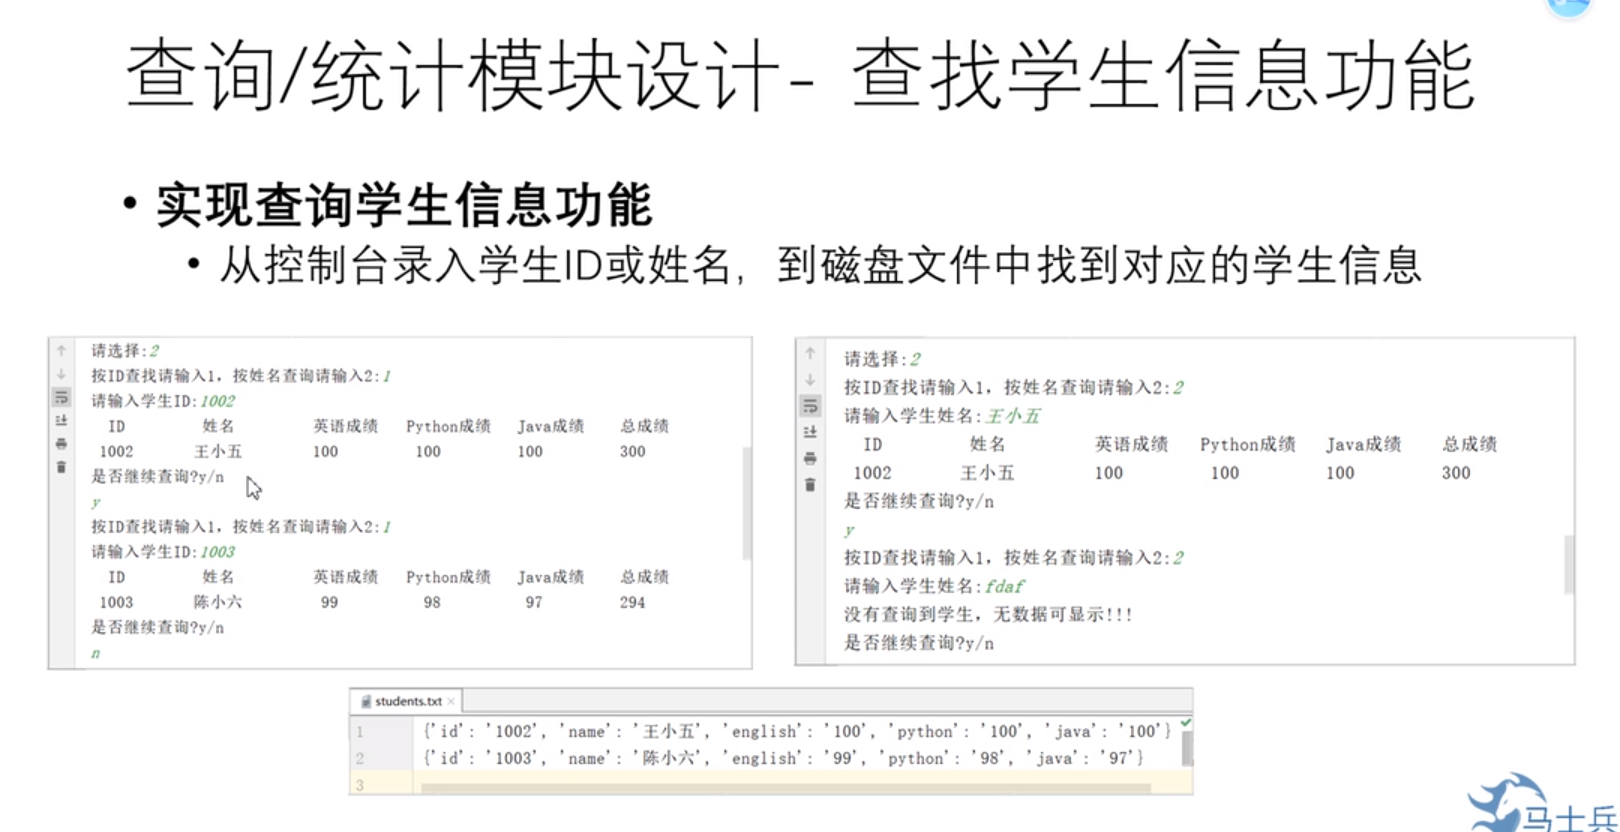 查询/统计模块设计- 查找学生信息功能
• 实现查询学生信息功能
• 从控制台录入学生ID或姓名，到磁盘文件中找到对应的学生信息
请选择:2
按ID查找请输入1，按姓名查询请输入2:1
请输入学生ID:1002
ID 姓名 英语成绩 Python成绩 Java成绩 总成绩
1002 王小五 100 100 100 300
是否继续查询?y/n
y
按ID查找请输入1，按姓名查询请输入2:1
请输入学生ID:1003
ID 姓名 英语成绩 Python成绩 Java成绩 总成绩
1003 陈小六 99 98 97 294
是否继续查询?y/n
n
请选择:2
按ID查找请输入1，按姓名查询请输入2:2
请输入学生姓名:王小五
ID 姓名 英语成绩 Python成绩 Java成绩 总成绩
1002 王小五 100 100 100 300
是否继续查询?y/n
y
按ID查找请输入1，按姓名查询请输入2:2
请输入学生姓名:fdaf
没有查询到学生，无数据可显示!!!
是否继续查询?y/n
students.txt
1 {'id': '1002', 'name': '王小五', 'english': '100', 'python': '100', 'java': '100'}
2 {'id': '1003', 'name': '陈小六', 'english': '99', 'python': '98', 'java': '97'}
3
马士兵